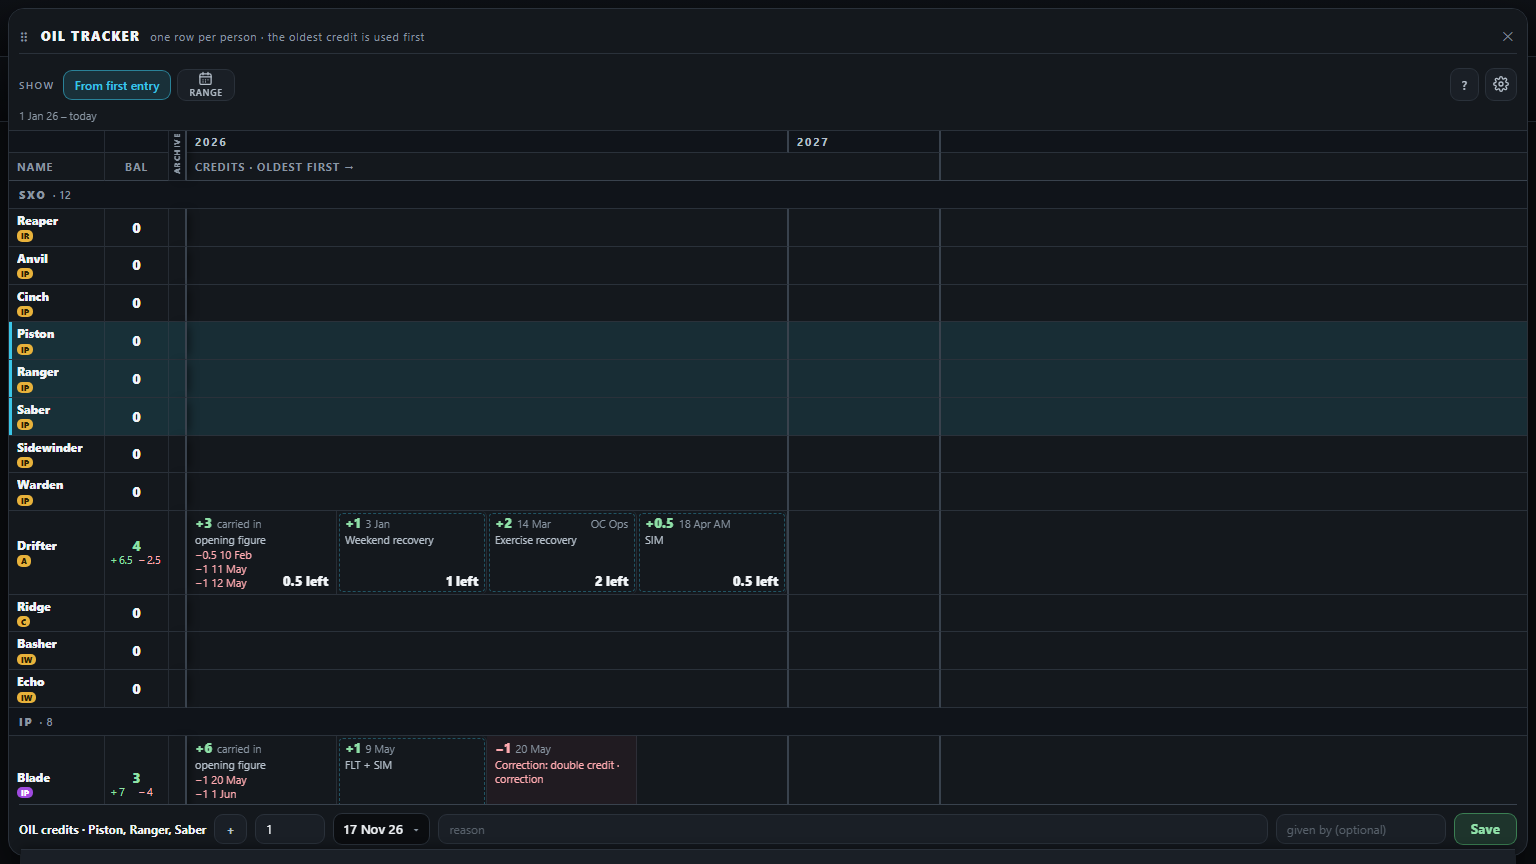 OIL TRACKER one row per person · the oldest credit is used first
SHOW From first entry RANGE ?
1 Jan 26 – today
ARCHIVE 2026 2027
NAME BAL CREDITS · OLDEST FIRST →
SXO · 12
Reaper
IR 0
Anvil
IP 0
Cinch
IP 0
Piston
IP 0
Ranger
IP 0
Saber
IP 0
Sidewinder
IP 0
Warden
IP 0
Drifter
A
4
+6.5 −2.5
+3 carried in
opening figure
−0.5 10 Feb
−1 11 May
−1 12 May 0.5 left
+1 3 Jan
Weekend recovery
1 left
+2 14 Mar OC Ops
Exercise recovery
2 left
+0.5 18 Apr AM
SIM
0.5 left
Ridge
C 0
Basher
IW 0
Echo
IW 0
IP · 8
Blade
IP
3
+7 −4
+6 carried in
opening figure
−1 20 May
−1 1 Jun
+1 9 May
FLT + SIM
−1 20 May
Correction: double credit ·
correction
OIL credits · Piston, Ranger, Saber + 1 17 Nov 26 reason given by (optional) Save